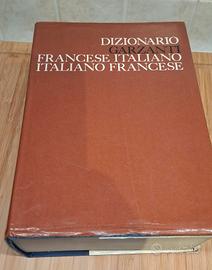 DIZIONARIO
GARZANTI
FRANCESE ITALIANO
ITALIANO FRANCESE